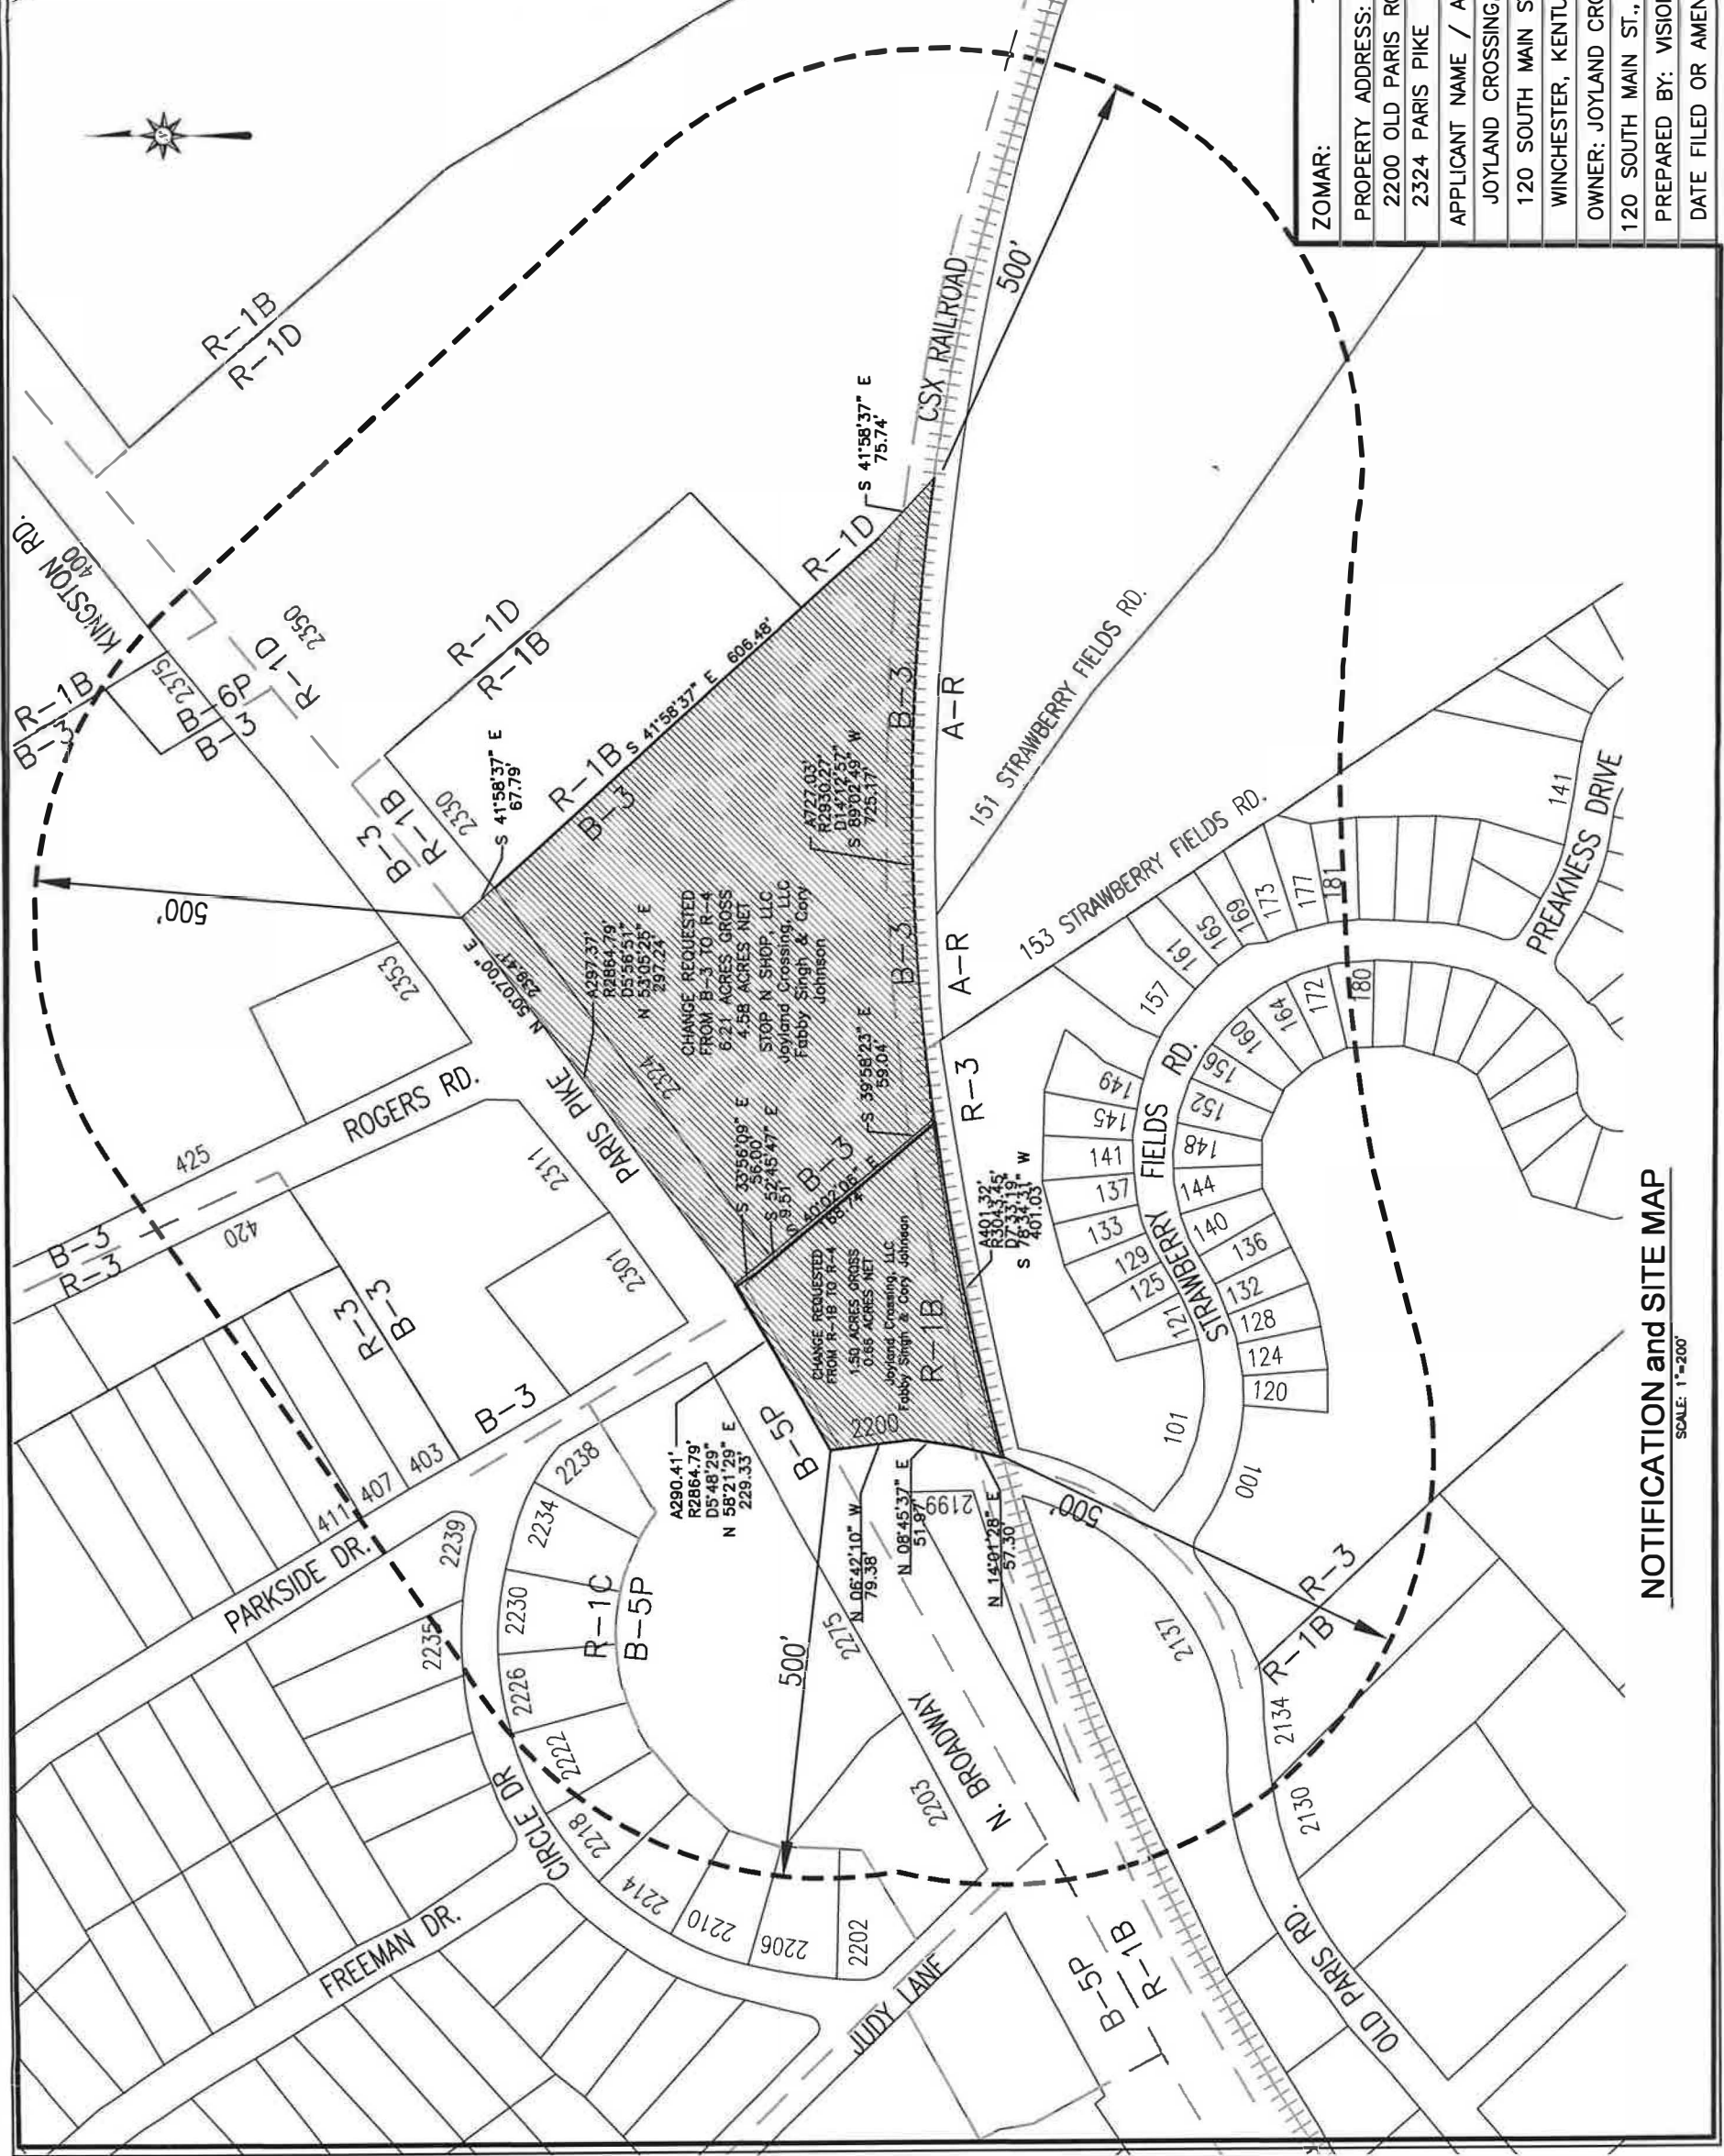 KINGSTON RD.
400
R-1B
B-3
2375
B-6P
B-3
R-1D
2350
R-1B
R-1D
R-1D
R-1B
B-3
R-1B
2330
S 41°58'37" E
67.79'
R-1B
B-3
S 41°58'37" E 606.48'
R-1D
S 41°58'37" E
75.74'
CSX RAILROAD
500'
500'
2353
N 50°07'00" E
239.41'
A297.37'
R2864.79'
D5°56'51"
N 53°05'25" E
297.24'
CHANGE REQUESTED
FROM B-3 TO R-4
6.21 ACRES GROSS
4.58 ACRES NET
STOP N SHOP, LLC
Joyland Crossing, LLC
Fabby Singh & Cory
Johnson
A727.03'
R2930.27'
D14°12'57"
S 89°02'49" W
725.17'
B-3
A-R
B-3
A-R
2324
ROGERS RD.
PARIS PIKE
425
420
B-3
R-3
2311
2301
R-3
B-3
B-3
403
407
411
PARKSIDE DR.
S 33°56'09" E
56.00'
S 52°45'47" E
9.51'
B-3
S 39°58'23" E
59.04'
S 40°02'06" E
CHANGE REQUESTED
FROM R-1B TO R-4
1.50 ACRES GROSS
0.66 ACRES NET
Joyland Crossing, LLC
Fabby Singh & Cory Johnson
R-1B
2200
A401.32'
R3043.45'
D7°33'19"
S 78°34'31" W
401.03'
R-3
A290.41'
R2864.79'
D5°48'29"
N 58°21'29" E
229.33'
B-5P
N 06°42'10" W
79.38'
N 08°45'37" E
51.97'
2199
N 14°01'28" E
57.30'
500'
500'
2239
2238
2235
2234
2230
2226
2222
2218
2214
2210
2206
2202
R-1C
B-5P
CIRCLE DR
FREEMAN DR.
JUDY LANE
2275
2203
N. BROADWAY
B-5P
R-1B
OLD PARIS RD.
2137
2134
2130
R-3
R-1B
151 STRAWBERRY FIELDS RD.
153 STRAWBERRY FIELDS RD.
STRAWBERRY FIELDS RD.
101
100
121
125
129
133
137
141
145
149
157
161
165
169
173
177
181
120
124
128
132
136
140
144
148
152
156
160
164
172
180
141
PREAKNESS DRIVE
NOTIFICATION and SITE MAP
SCALE: 1"=200'
ZOMAR:
PROPERTY ADDRESS:
2200 OLD PARIS RO
2324 PARIS PIKE
APPLICANT NAME / A
JOYLAND CROSSING,
120 SOUTH MAIN S
WINCHESTER, KENTU
OWNER: JOYLAND CRO
120 SOUTH MAIN ST.,
PREPARED BY: VISION
DATE FILED OR AMEN